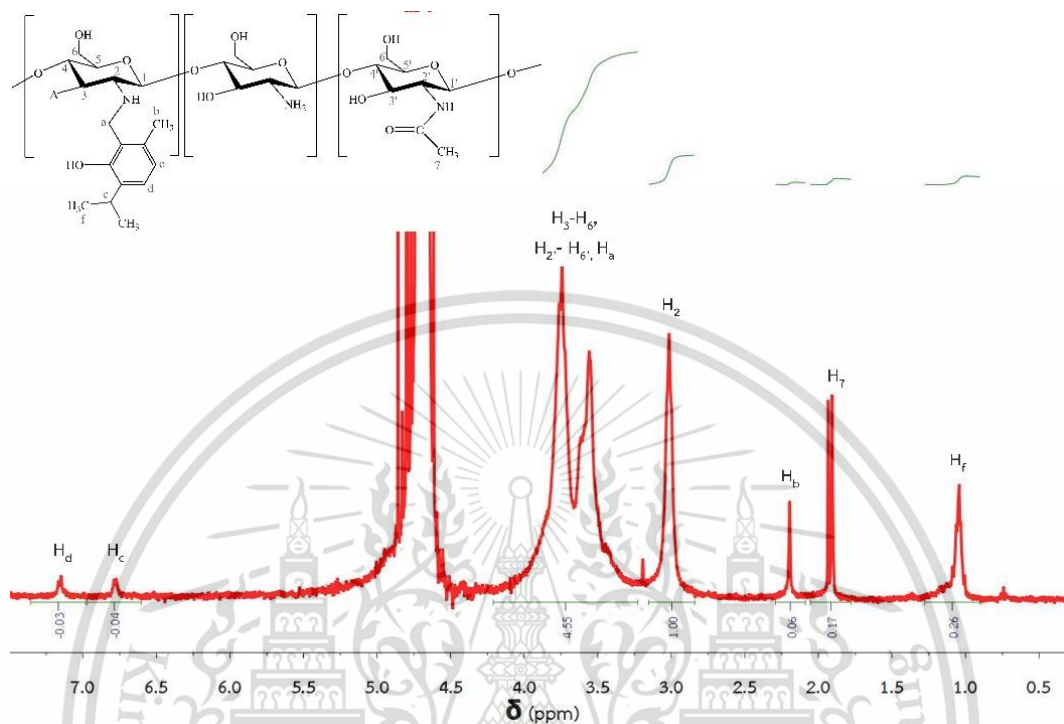 OH
6
5
O
O
4
2
1
A
3
NH
a
b
CH3
HO
e
d
c
H3C
f
CH3
OH
O
O
HO
NH3
OH
6'
5'
O
O
4'
2'
1'
O
HO
3'
NH
O
CH3
7
H3-H6,
H2'- H6', Ha
H2
H7
Hb
Hf
Hd
Hc
-0.03
-0.04
4.55
1.00
0.06
0.17
0.26
7.0 6.5 6.0 5.5 5.0 4.5 4.0 3.5 3.0 2.5 2.0 1.5 1.0 0.5
δ (ppm)